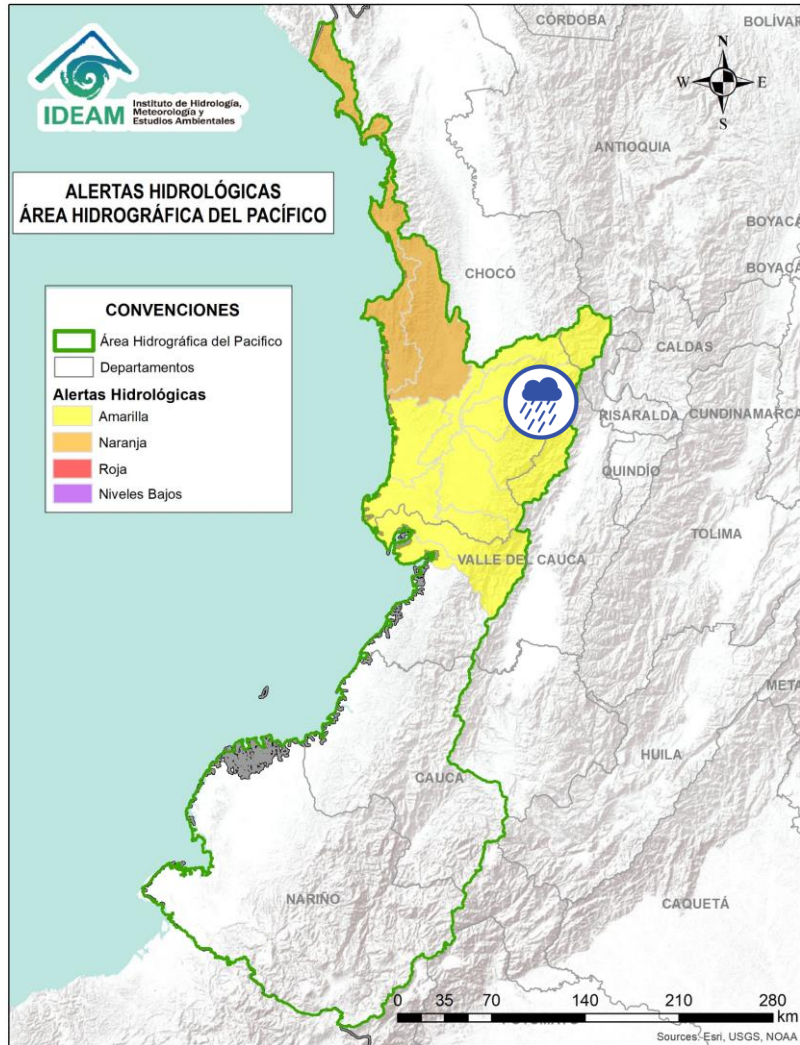 IDEAM
Instituto de Hidrología,
Meteorología y
Estudios Ambientales
CÓRDOBA
BOLÍVAR
N
W
E
S
ANTIOQUIA
ALERTAS HIDROLÓGICAS
ÁREA HIDROGRÁFICA DEL PACÍFICO
BOYACÁ
CHOCÓ
BOYACÁ
CONVENCIONES
Área Hidrográfica del Pacifico
Departamentos
Alertas Hidrológicas
Amarilla
Naranja
Roja
Niveles Bajos
CALDAS
RISARALDA
CUNDINAMARCA
QUINDÍO
TOLIMA
VALLE DEL CAUCA
META
HUILA
CAUCA
NARIÑO
CAQUETÁ
0 35 70 140 210 280
km
Sources: Esri, USGS, NOAA